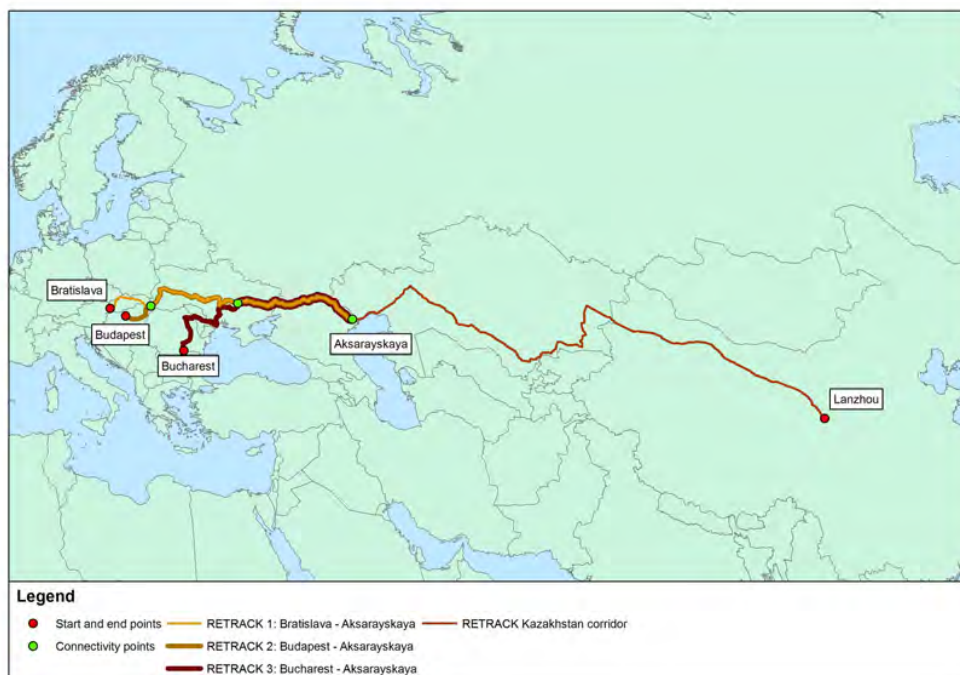 Bratislava
Budapest
Bucharest
Aksarayskaya
Lanzhou
Legend
Start and end points
RETRACK 1: Bratislava - Aksarayskaya
RETRACK Kazakhstan corridor
Connectivity points
RETRACK 2: Budapest - Aksarayskaya
RETRACK 3: Bucharest - Aksarayskaya